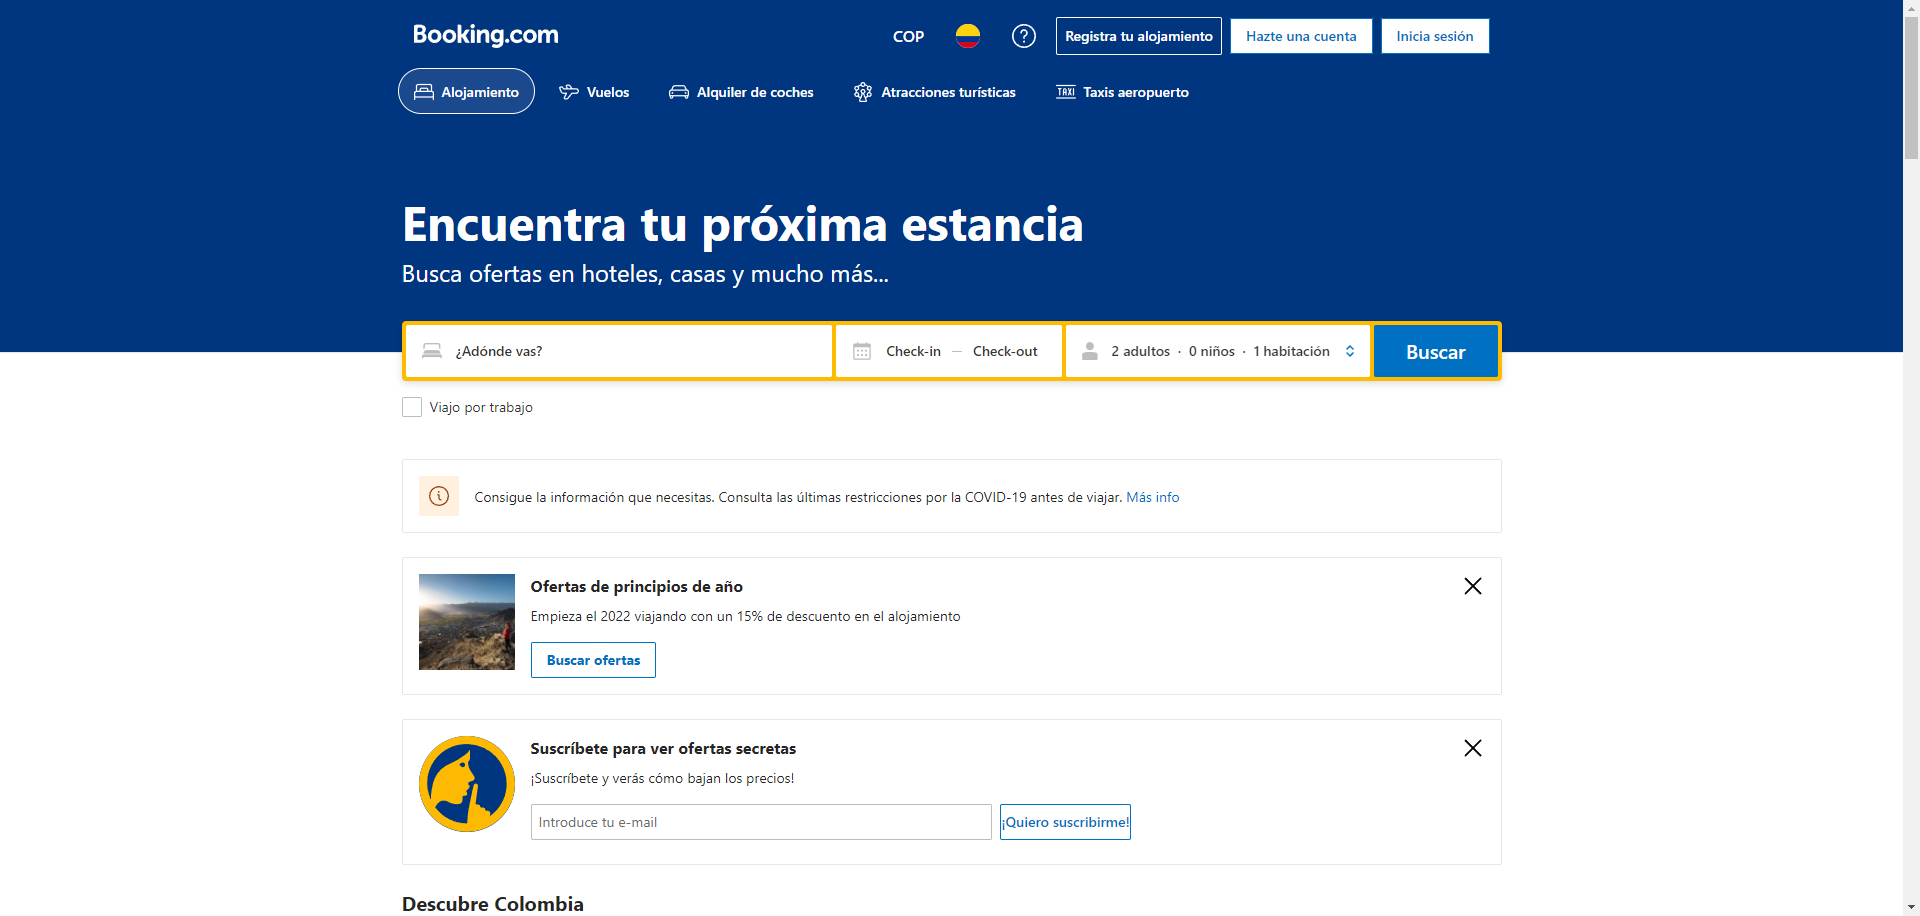 Booking.com
COP
Registra tu alojamiento
Hazte una cuenta
Inicia sesión
Alojamiento
Vuelos
Alquiler de coches
Atracciones turísticas
TAXI
Taxis aeropuerto
Encuentra tu próxima estancia
Busca ofertas en hoteles, casas y mucho más...
¿Adónde vas?
Check-in — Check-out
2 adultos · 0 niños · 1 habitación
Buscar
Viajo por trabajo
Consigue la información que necesitas. Consulta las últimas restricciones por la COVID-19 antes de viajar. Más info
Ofertas de principios de año
Empieza el 2022 viajando con un 15% de descuento en el alojamiento
Buscar ofertas
Suscríbete para ver ofertas secretas
¡Suscríbete y verás cómo bajan los precios!
Introduce tu e-mail
¡Quiero suscribirme!
Descubre Colombia